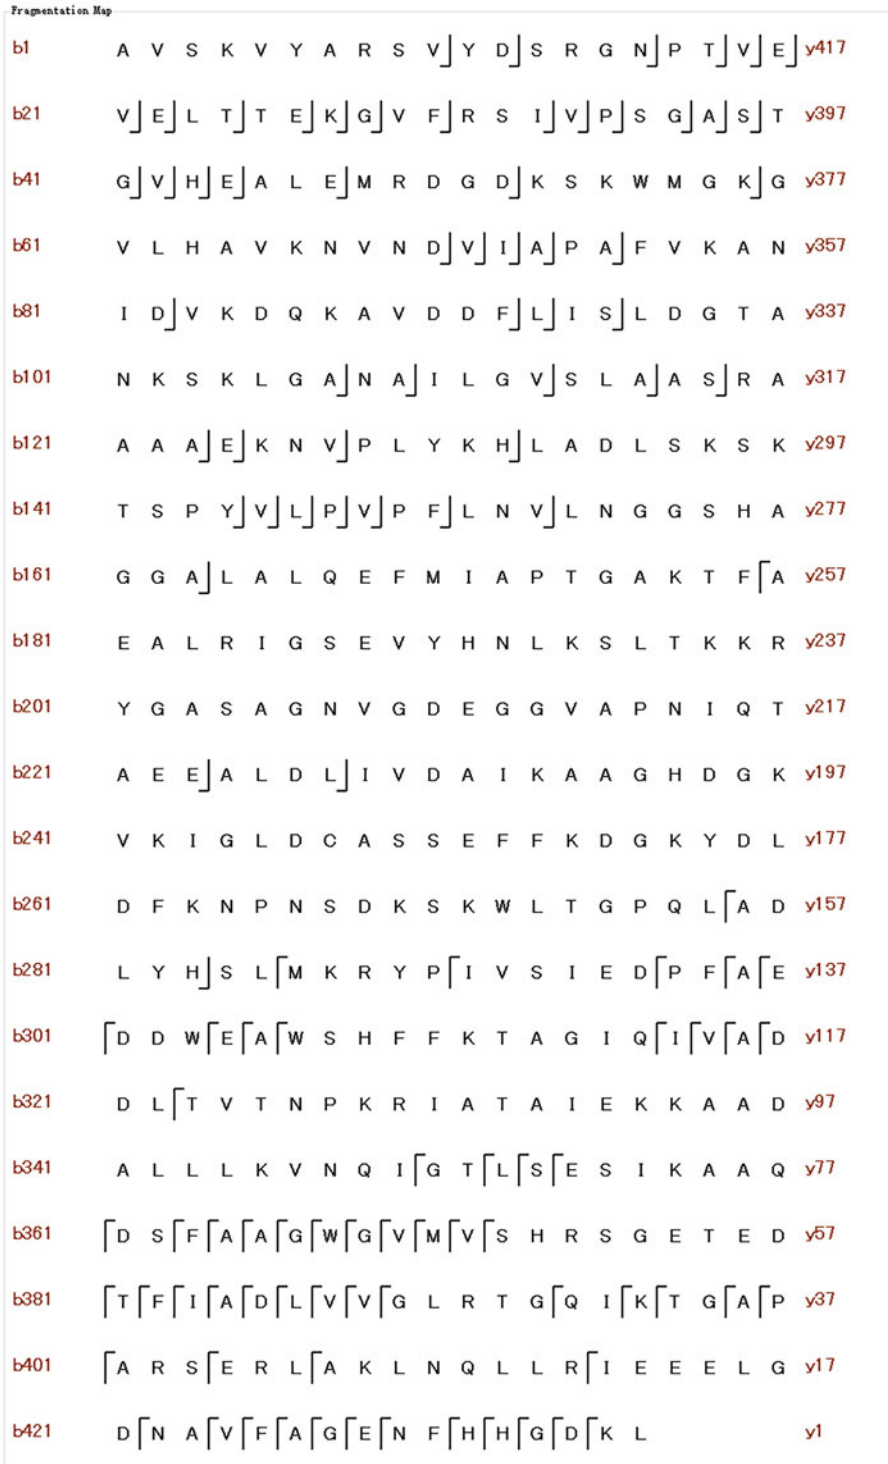 Fragmentation Map
b1 A V S K V Y A R S V⌋Y D⌋S R G N⌋P T⌋V⌋E⌋ y417
b21 V⌋E⌋L T⌋T E⌋K⌋G⌋V F⌋R S I⌋V⌋P⌋S G⌋A⌋S⌋T y397
b41 G⌋V⌋H⌋E⌋A L E⌋M R D G D⌋K S K W M G K⌋G y377
b61 V L H A V K N V N D⌋V⌋I⌋A⌋P A⌋F V K A N y357
b81 I D⌋V K D Q K A V D D F⌋L⌋I S⌋L D G T A y337
b101 N K S K L G A⌋N A⌋I L G V⌋S L A⌋A S⌋R A y317
b121 A A A⌋E⌋K N V⌋P L Y K H⌋L A D L S K S K y297
b141 T S P Y⌋V⌋L⌋P⌋V⌋P F⌋L N V⌋L N G G S H A y277
b161 G G A⌋L A L Q E F M I A P T G A K T F⌈A y257
b181 E A L R I G S E V Y H N L K S L T K K R y237
b201 Y G A S A G N V G D E G G V A P N I Q T y217
b221 A E E⌋A L D L⌋I V D A I K A A G H D G K y197
b241 V K I G L D C A S S E F F K D G K Y D L y177
b261 D F K N P N S D K S K W L T G P Q L⌈A D y157
b281 L Y H⌋S L⌈M K R Y P⌈I V S I E D⌈P F⌈A⌈E y137
b301 ⌈D D W⌈E⌈A⌈W S H F F K T A G I Q⌈I⌈V⌈A⌈D y117
b321 D L⌈T V T N P K R I A T A I E K K A A D y97
b341 A L L L K V N Q I⌈G T⌈L⌈S⌈E S I K A A Q y77
b361 ⌈D S⌈F⌈A⌈A⌈G⌈W⌈G⌈V⌈M⌈V⌈S H R S G E T E D y57
b381 ⌈T⌈F⌈I⌈A⌈D⌈L⌈V⌈V⌈G L R T G⌈Q I⌈K⌈T G⌈A⌈P y37
b401 ⌈A R S⌈E R L⌈A K L N Q L L R⌈I E E E L G y17
b421 D⌈N A⌈V⌈F⌈A⌈G⌈E⌈N F⌈H⌈H⌈G⌈D⌈K L y1